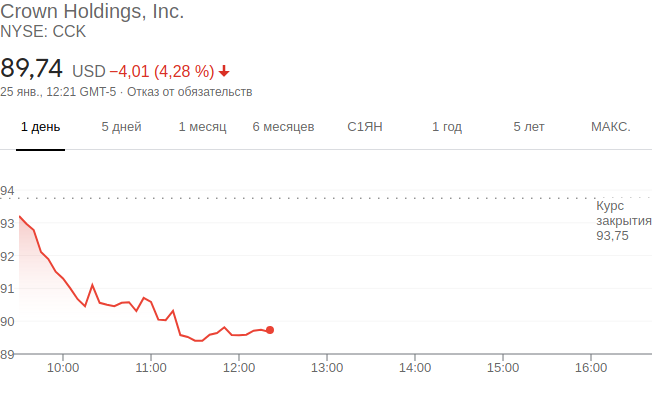 Crown Holdings, Inc.
NYSE: CCK
89,74 USD −4,01 (4,28 %)
25 янв., 12:21 GMT-5 · Отказ от обязательств
1 день 5 дней 1 месяц 6 месяцев С1ЯН 1 год 5 лет МАКС.
94
Курс
93
закрытия
93,75
92
91
90
89
10:00 11:00 12:00 13:00 14:00 15:00 16:00